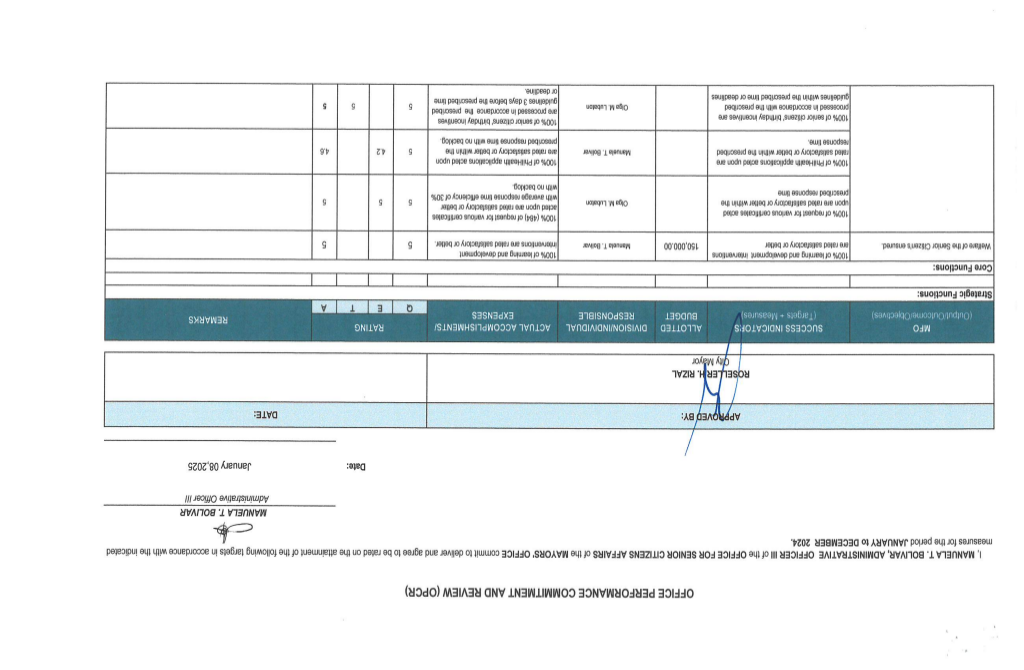 OFFICE PERFORMANCE COMMITMENT AND REVIEW (OPCR)
I, MANUELA T. BOLIVAR, ADMINISTRATIVE OFFICER III of the OFFICE FOR SENIOR CITIZENS AFFAIRS of the MAYORS' OFFICE commit to deliver and agree to be rated on the attainment of the following targets in accordance with the indicated
measures for the period JANUARY to DECEMBER 2024.
MANUELA T. BOLIVAR
Administrative Officer III
Date: January 08,2025
APPROVED BY: DATE:
ROSELLER H. RIZAL
City Mayor
MFO
(Output/Outcome/Objectives)
SUCCESS INDICATORS
(Targets + Measures)
ALLOTTED
BUDGET
DIVISION/INDIVIDUAL
RESPONSIBLE
ACTUAL ACCOMPLISHMENTS/
EXPENSES
RATING
Q E T A
REMARKS
Strategic Functions:
Core Functions:
Welfare of the Senior Citizen's ensured.
100% of learning and development interventions
are rated satisfactory or better
150,000.00
Manuela T. Bolivar
100% of learning and development
interventions are rated satisfactory or better.
5 5
100% of request for various certificates acted
upon are rated satisfactory or better within the
prescribed response time
Olga M. Lubaton
100% (484) of request for various certificates
acted upon are rated satisfactory or better
with average response time efficiency of 30%
with no backlog.
5 5 5
100% of PhilHealth applications acted upon are
rated satisfactory or better within the prescribed
response time.
Manuela T. Bolivar
100% of PhilHealth applications acted upon
are rated satisfactory or better within the
prescribed response time with no backlog.
5 4.2 4.6
100% of senior citizens' birthday incentives are
processed in accordance with the prescribed
guidelines within the prescribed time or deadlines
Olga M. Lubaton
100% of senior citizens' birthday incentives
are processed in accordance the prescribed
guidelines 3 days before the prescribed time
or deadline.
5 5 5